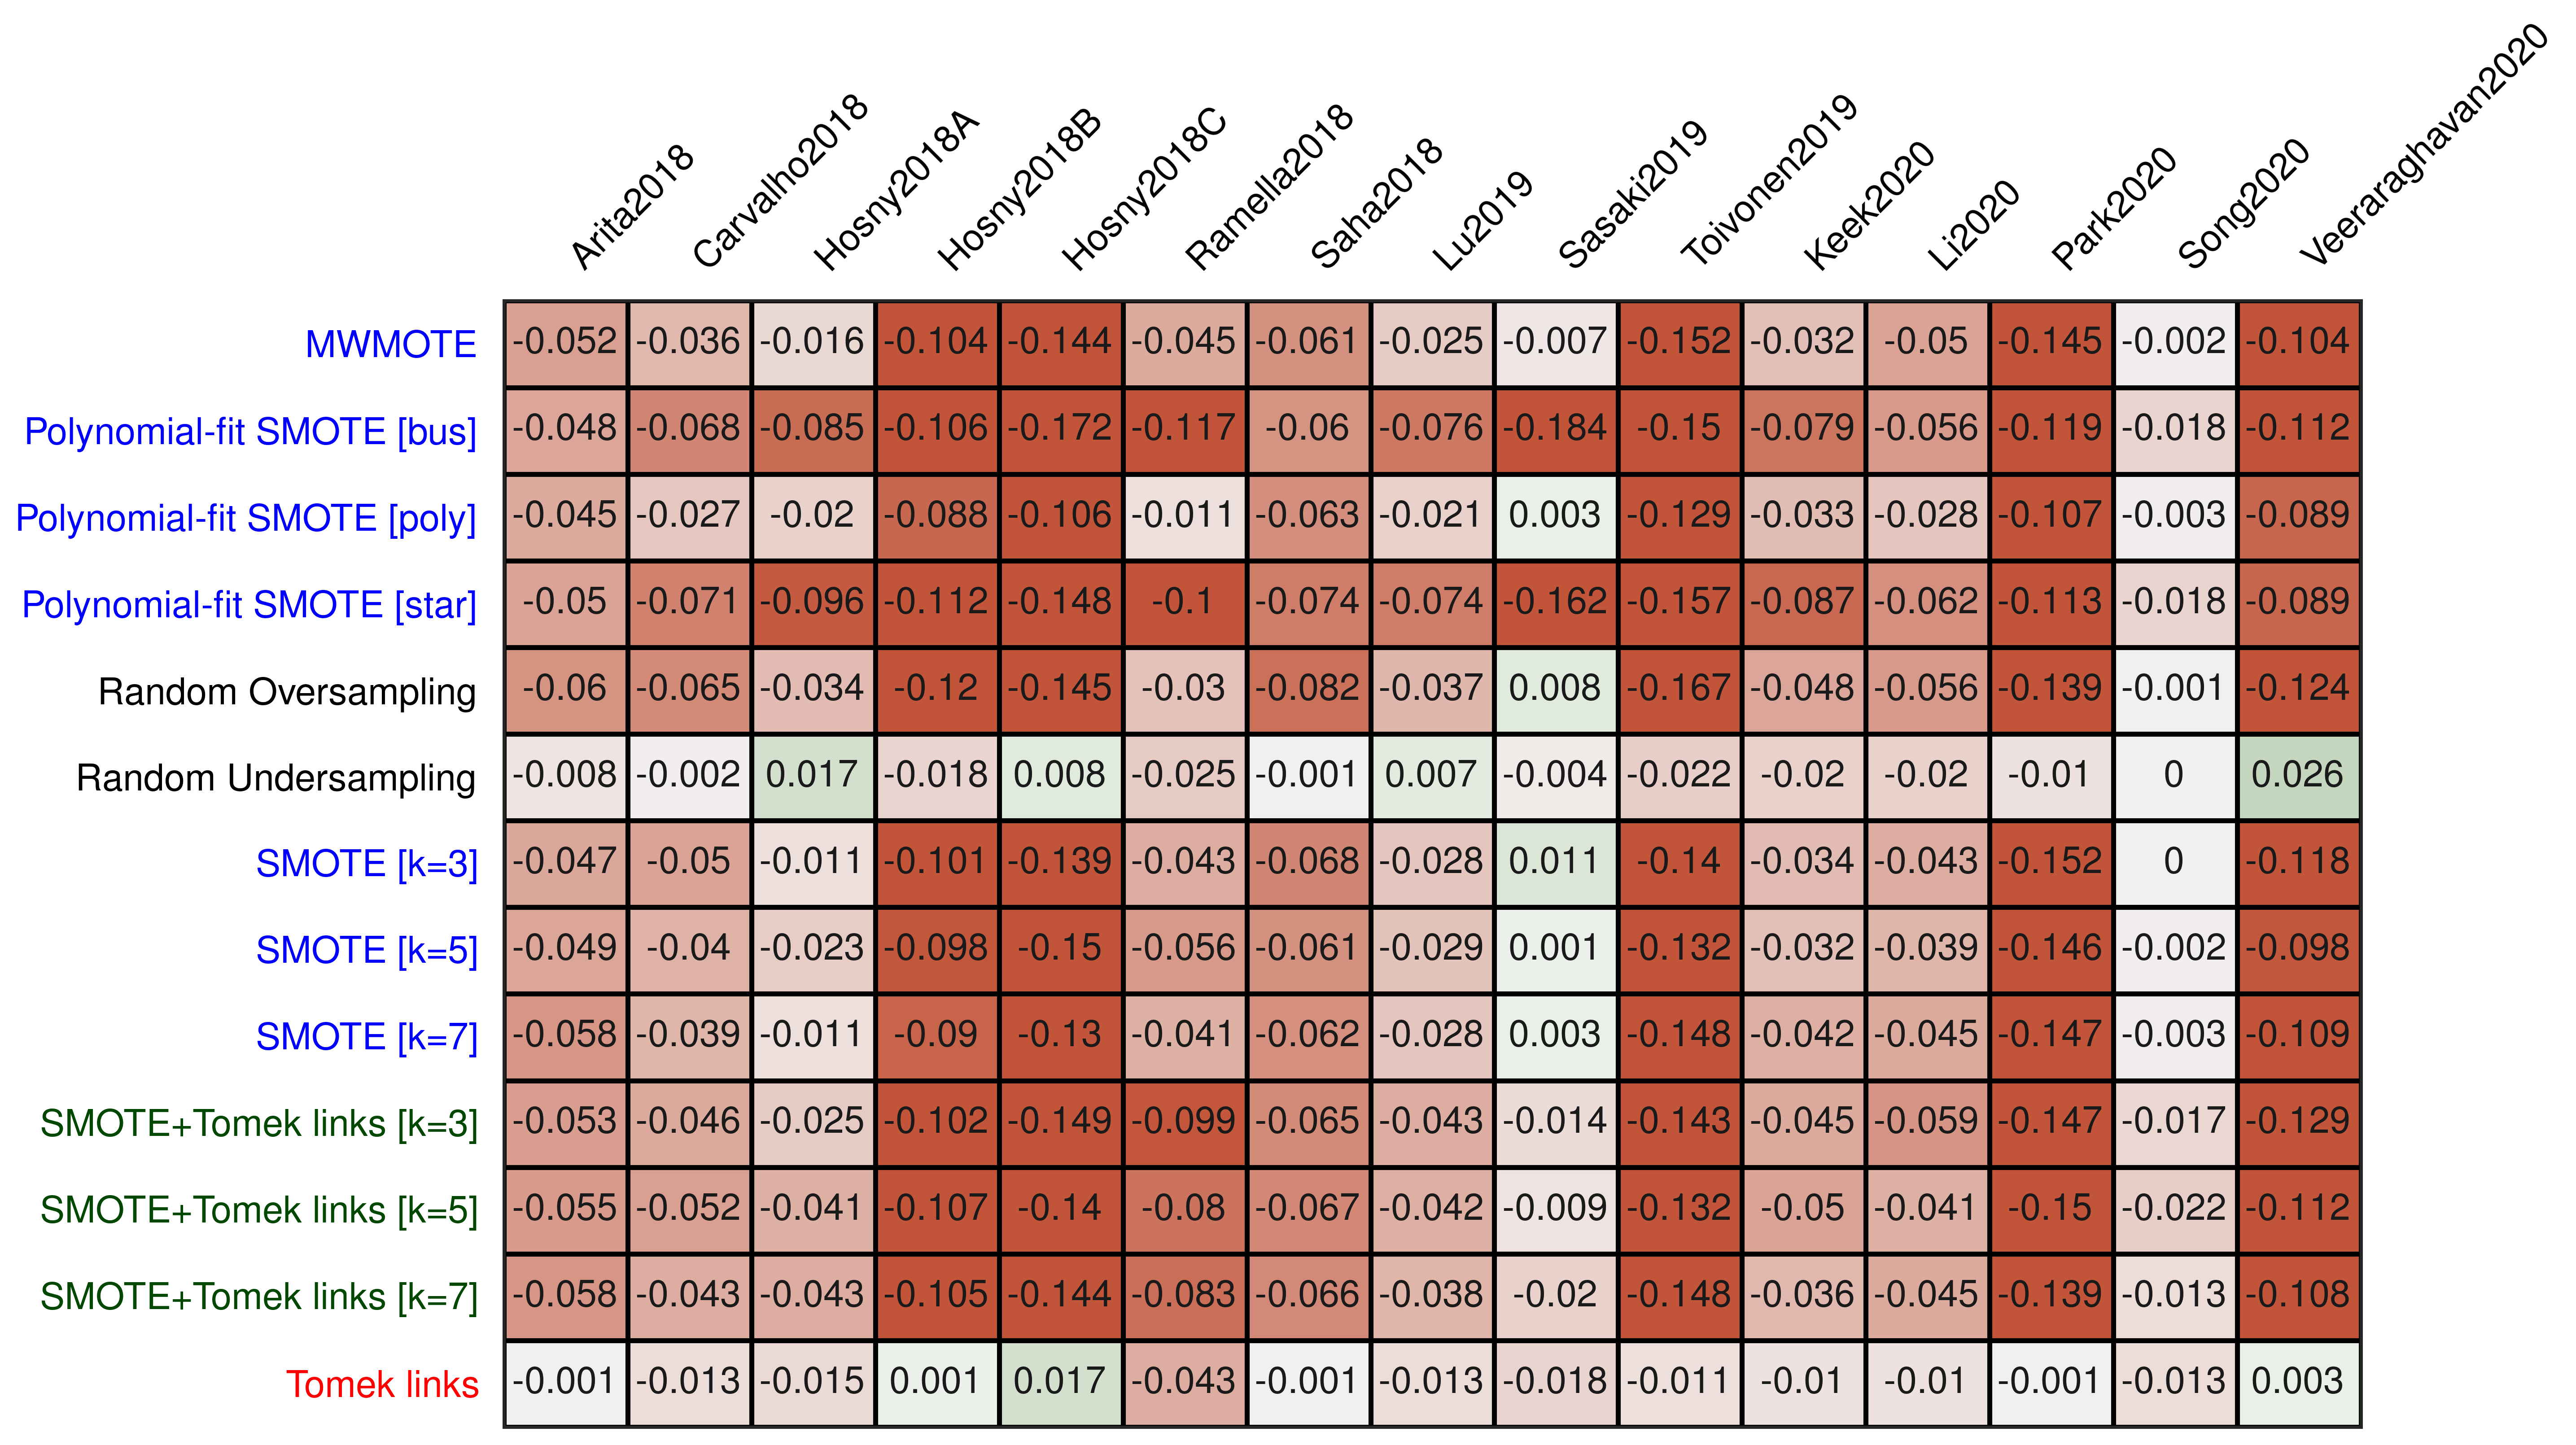 Arita2018 Carvalho2018 Hosny2018A Hosny2018B Hosny2018C Ramella2018 Saha2018 Lu2019 Sasaki2019 Toivonen2019 Keek2020 Li2020 Park2020 Song2020 Veeraraghavan2020
MWMOTE -0.052 -0.036 -0.016 -0.104 -0.144 -0.045 -0.061 -0.025 -0.007 -0.152 -0.032 -0.05 -0.145 -0.002 -0.104
Polynomial-fit SMOTE [bus] -0.048 -0.068 -0.085 -0.106 -0.172 -0.117 -0.06 -0.076 -0.184 -0.15 -0.079 -0.056 -0.119 -0.018 -0.112
Polynomial-fit SMOTE [poly] -0.045 -0.027 -0.02 -0.088 -0.106 -0.011 -0.063 -0.021 0.003 -0.129 -0.033 -0.028 -0.107 -0.003 -0.089
Polynomial-fit SMOTE [star] -0.05 -0.071 -0.096 -0.112 -0.148 -0.1 -0.074 -0.074 -0.162 -0.157 -0.087 -0.062 -0.113 -0.018 -0.089
Random Oversampling -0.06 -0.065 -0.034 -0.12 -0.145 -0.03 -0.082 -0.037 0.008 -0.167 -0.048 -0.056 -0.139 -0.001 -0.124
Random Undersampling -0.008 -0.002 0.017 -0.018 0.008 -0.025 -0.001 0.007 -0.004 -0.022 -0.02 -0.02 -0.01 0 0.026
SMOTE [k=3] -0.047 -0.05 -0.011 -0.101 -0.139 -0.043 -0.068 -0.028 0.011 -0.14 -0.034 -0.043 -0.152 0 -0.118
SMOTE [k=5] -0.049 -0.04 -0.023 -0.098 -0.15 -0.056 -0.061 -0.029 0.001 -0.132 -0.032 -0.039 -0.146 -0.002 -0.098
SMOTE [k=7] -0.058 -0.039 -0.011 -0.09 -0.13 -0.041 -0.062 -0.028 0.003 -0.148 -0.042 -0.045 -0.147 -0.003 -0.109
SMOTE+Tomek links [k=3] -0.053 -0.046 -0.025 -0.102 -0.149 -0.099 -0.065 -0.043 -0.014 -0.143 -0.045 -0.059 -0.147 -0.017 -0.129
SMOTE+Tomek links [k=5] -0.055 -0.052 -0.041 -0.107 -0.14 -0.08 -0.067 -0.042 -0.009 -0.132 -0.05 -0.041 -0.15 -0.022 -0.112
SMOTE+Tomek links [k=7] -0.058 -0.043 -0.043 -0.105 -0.144 -0.083 -0.066 -0.038 -0.02 -0.148 -0.036 -0.045 -0.139 -0.013 -0.108
Tomek links -0.001 -0.013 -0.015 0.001 0.017 -0.043 -0.001 -0.013 -0.018 -0.011 -0.01 -0.01 -0.001 -0.013 0.003